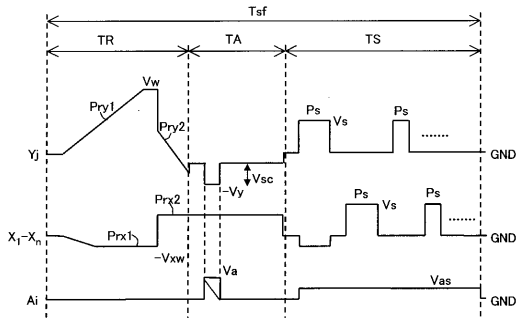 Tsf
TR TA TS
Vw
Pry1
Pry2
Ps Vs Ps
Yj
Vsc
-Vy
GND
Prx2
Ps Vs Ps
X1-Xn
Prx1
-Vxw
GND
Va
Vas
Ai
GND